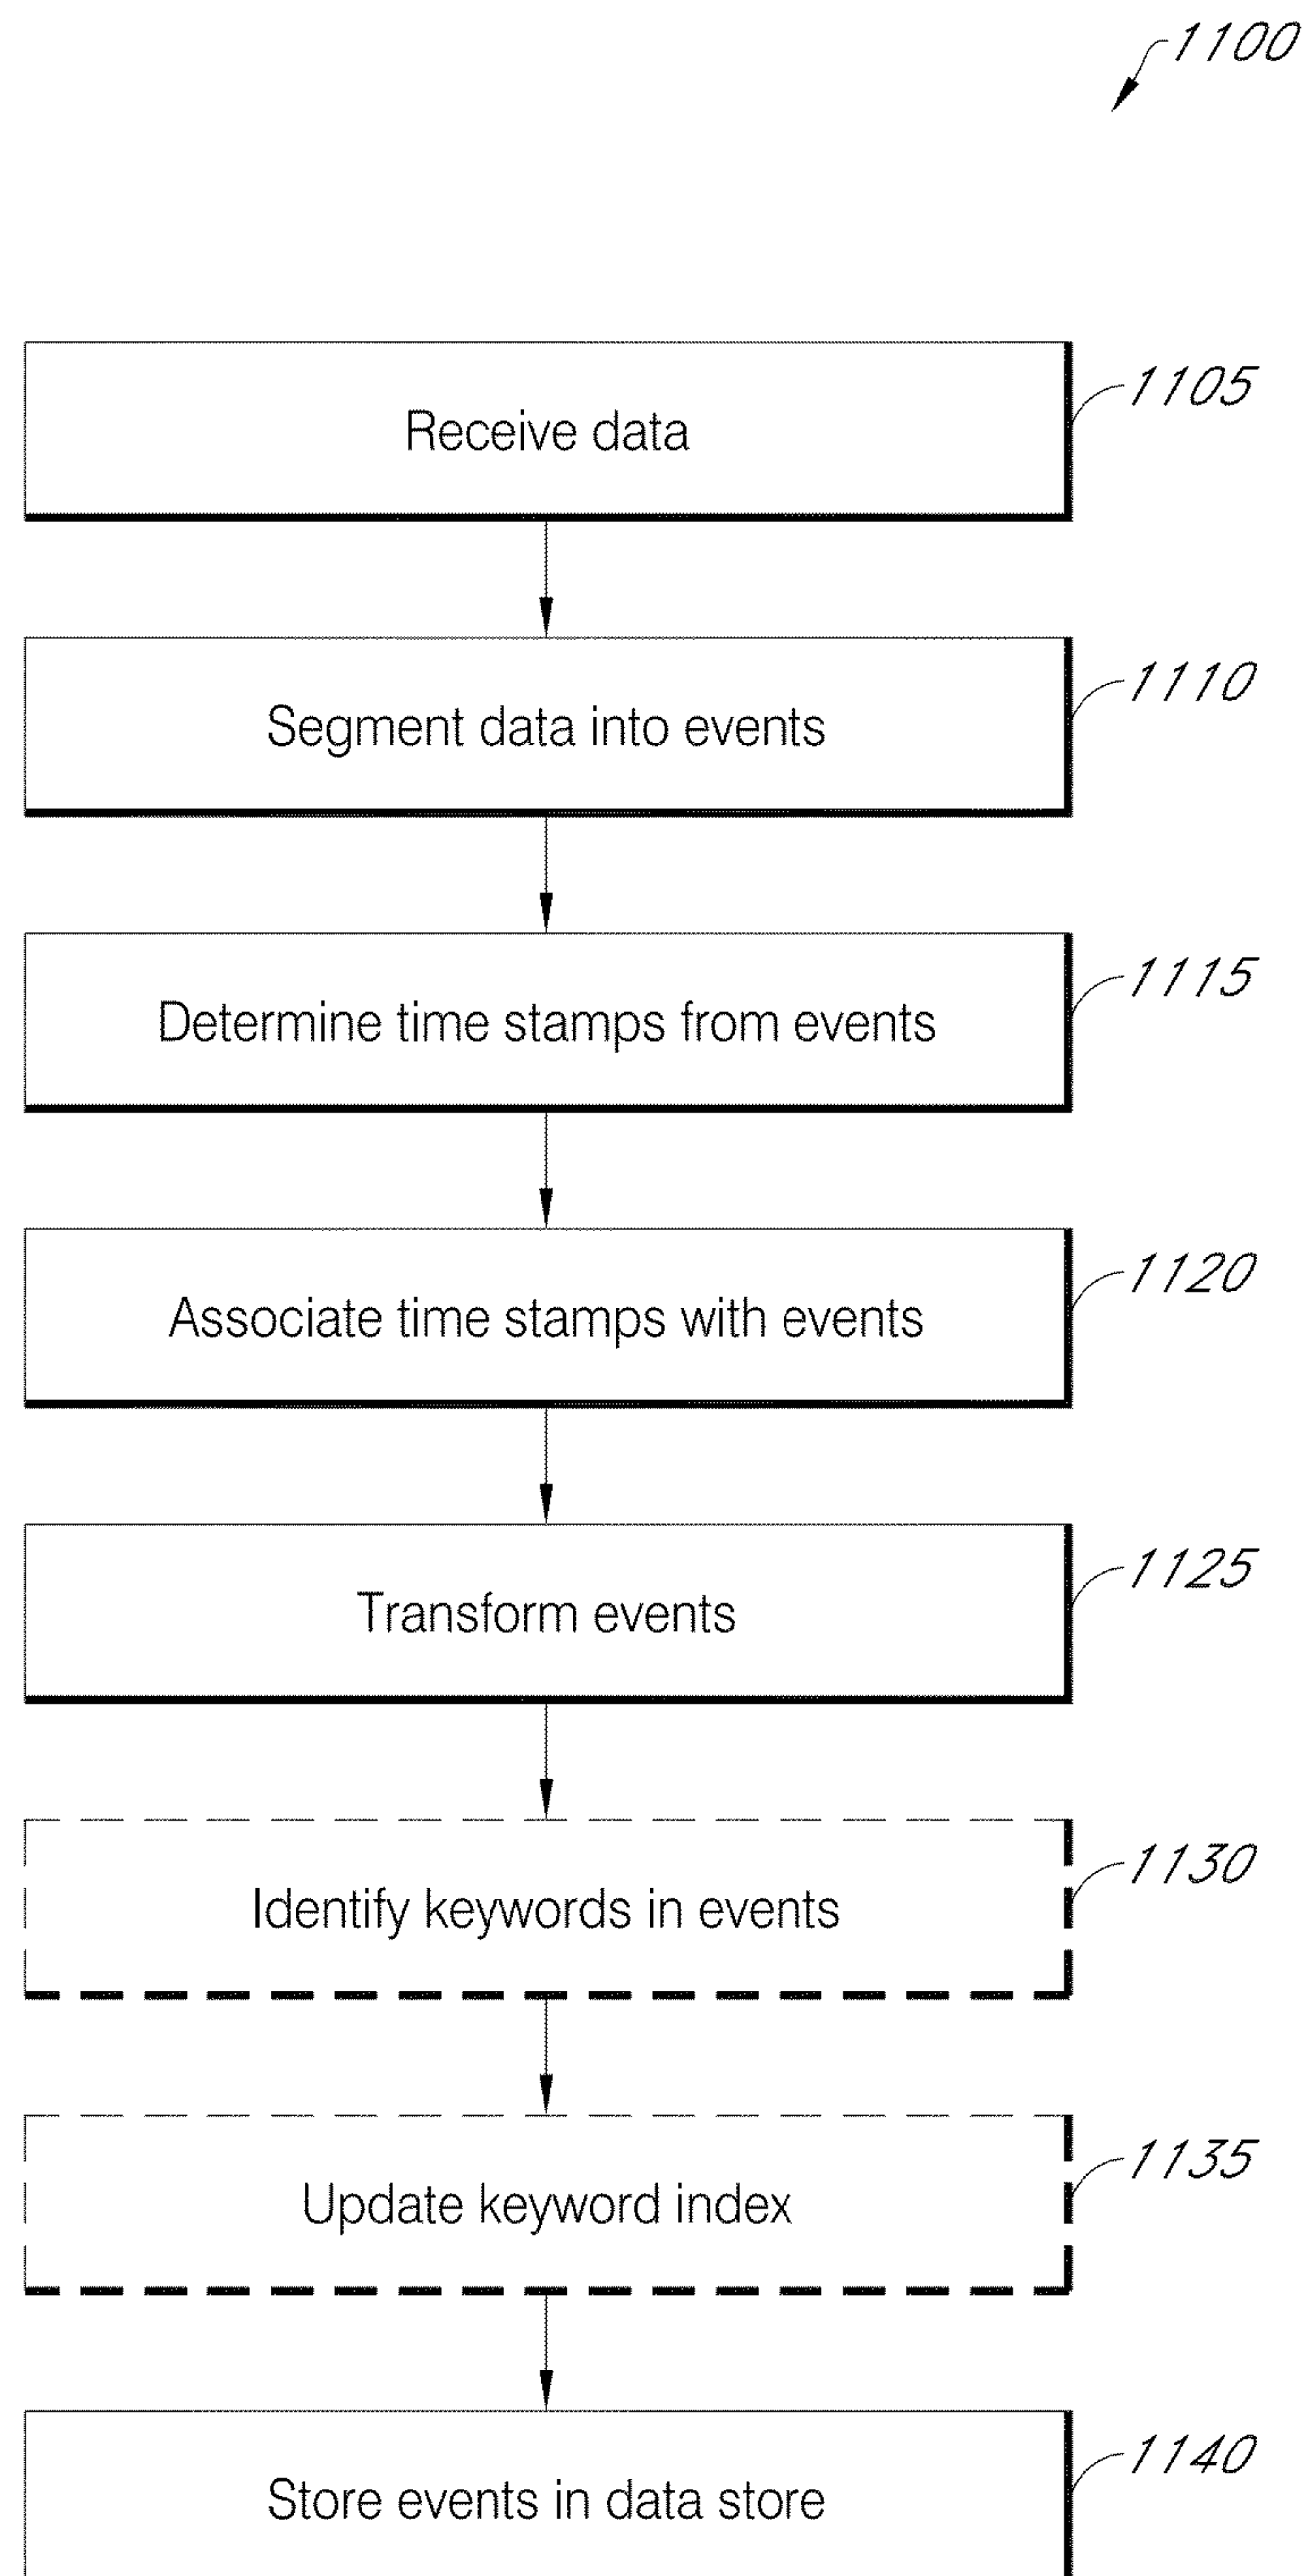 1100
Receive data
1105
Segment data into events
1110
Determine time stamps from events
1115
Associate time stamps with events
1120
Transform events
1125
Identify keywords in events
1130
Update keyword index
1135
Store events in data store
1140